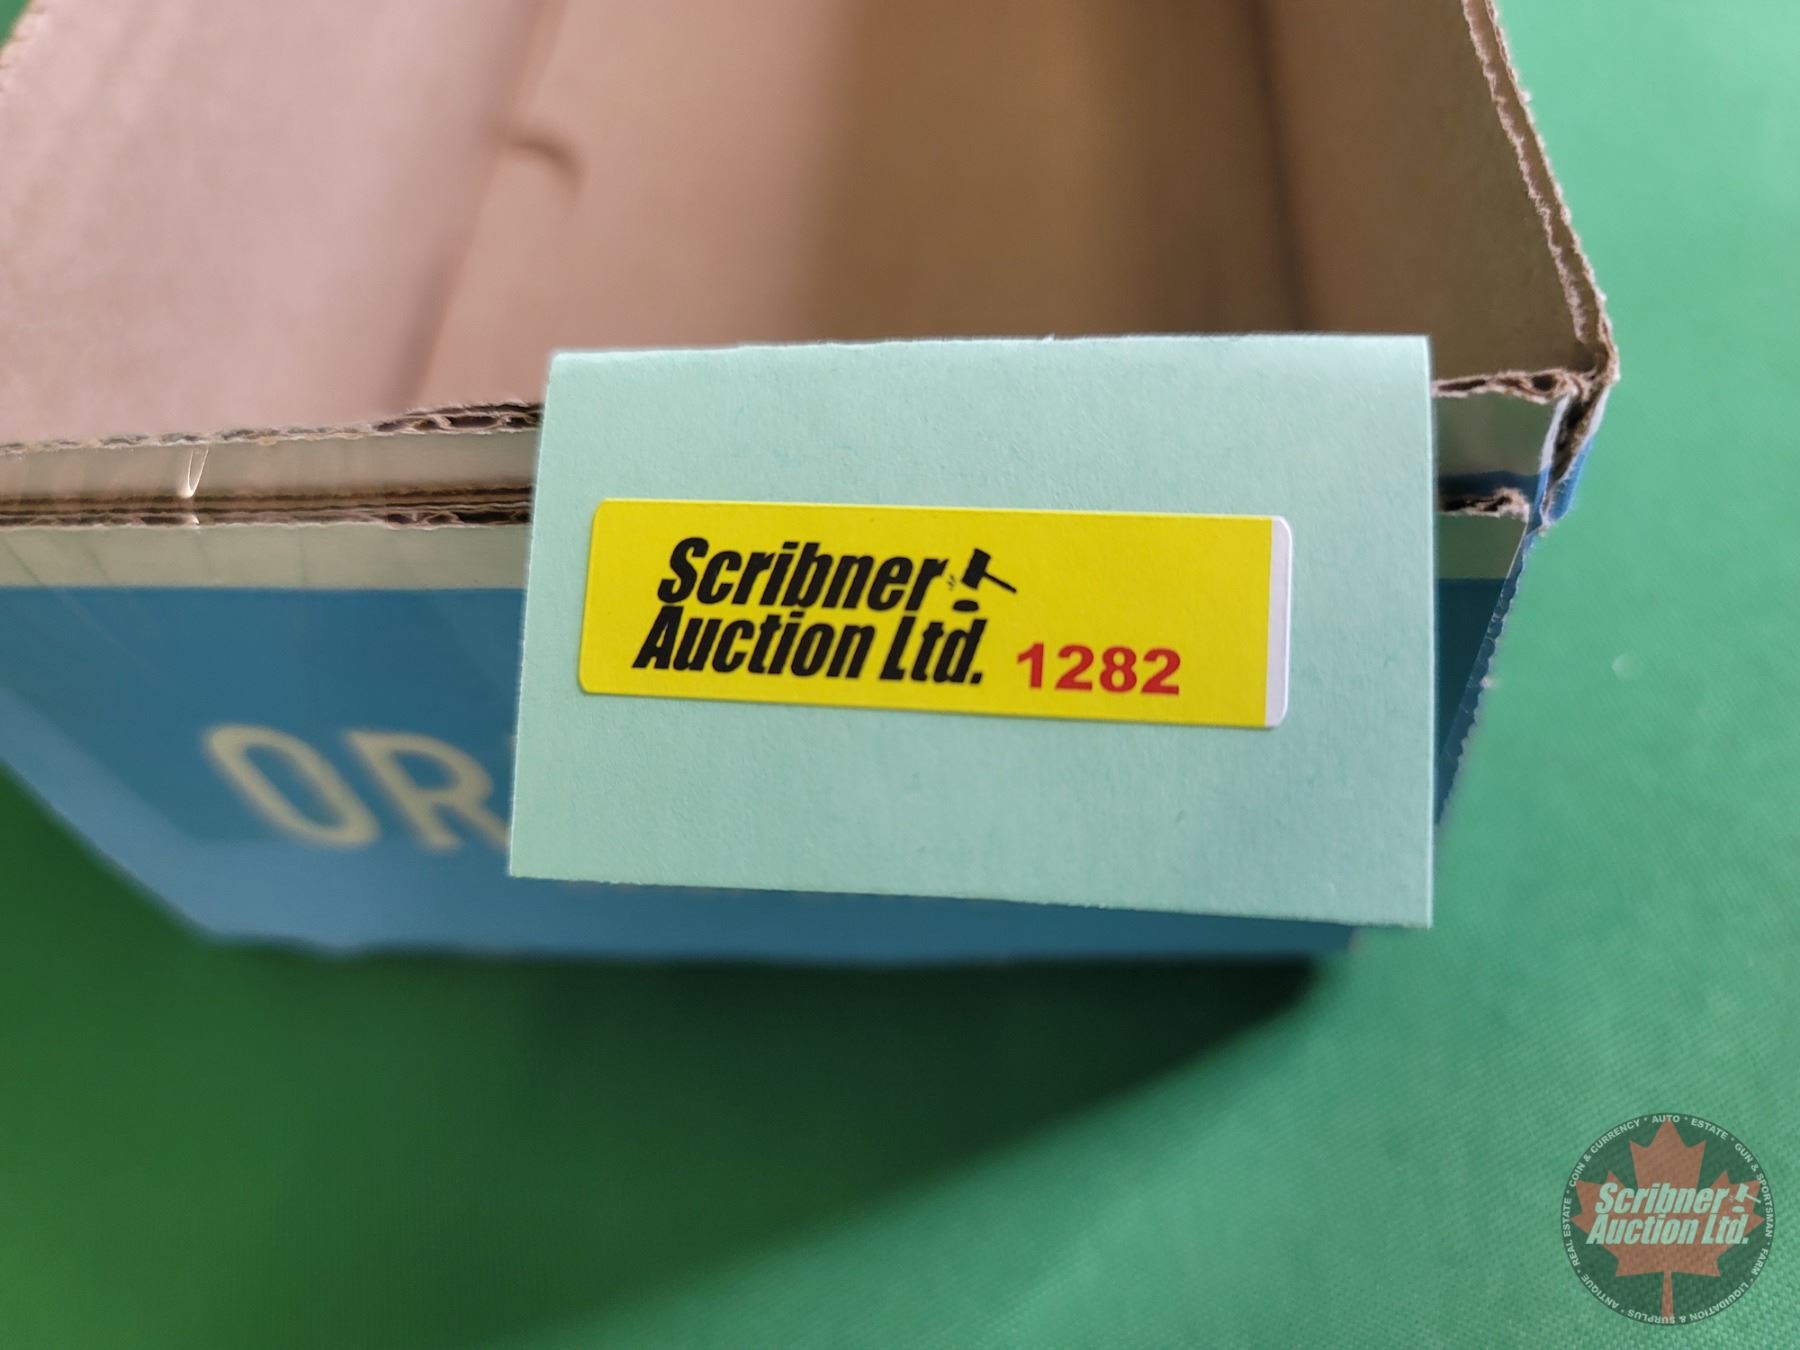 Scribner
Auction Ltd. 1282
OR
COIN & CURRENCY · AUTO · ESTATE · GUN & SPORTSMAN · FARM · LIQUIDATION & SURPLUS · ANTIQUE · REAL ESTATE ·
Scribner
Auction Ltd.